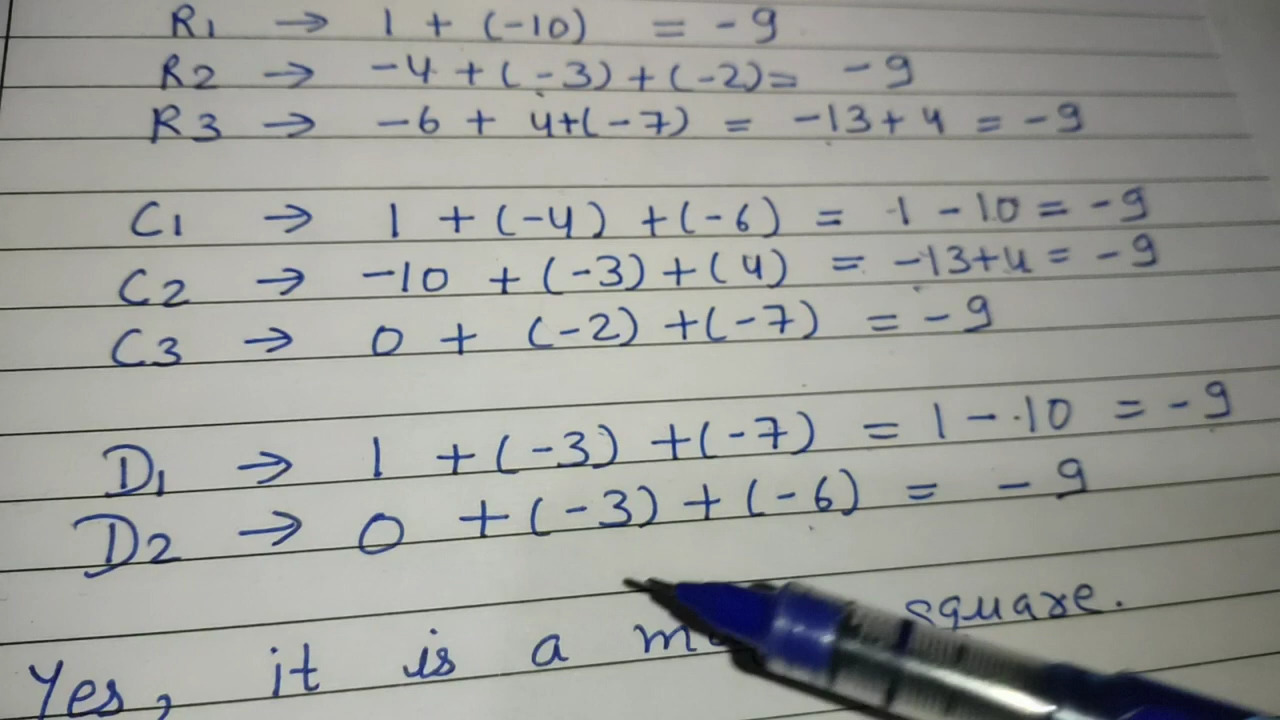 R1 → 1 + (-10) = -9
R2 → -4 + (-3) + (-2) = -9
R3 → -6 + 4+(-7) = -13+4 = -9
C1 → 1 + (-4) + (-6) = 1 - 10 = -9
C2 → -10 + (-3) + (4) = -13+4 = -9
C3 → 0 + (-2) + (-7) = -9
D1 → 1 + (-3) + (-7) = 1 - 10 = -9
D2 → 0 + (-3) + (-6) = -9
Yes, it is a square.